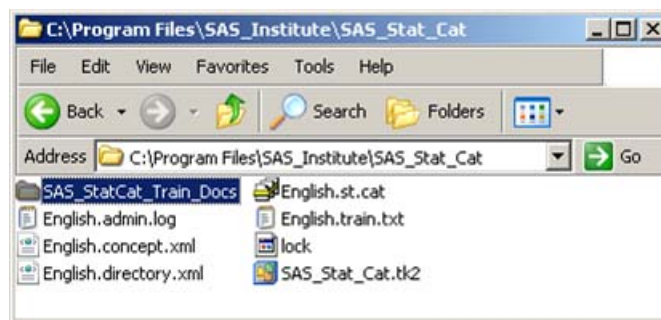 C:\Program Files\SAS_Institute\SAS_Stat_Cat
File Edit View Favorites Tools Help
Back Search Folders
Address C:\Program Files\SAS_Institute\SAS_Stat_Cat Go
SAS_StatCat_Train_Docs English.st.cat
English.admin.log English.train.txt
English.concept.xml lock
English.directory.xml SAS_Stat_Cat.tk2